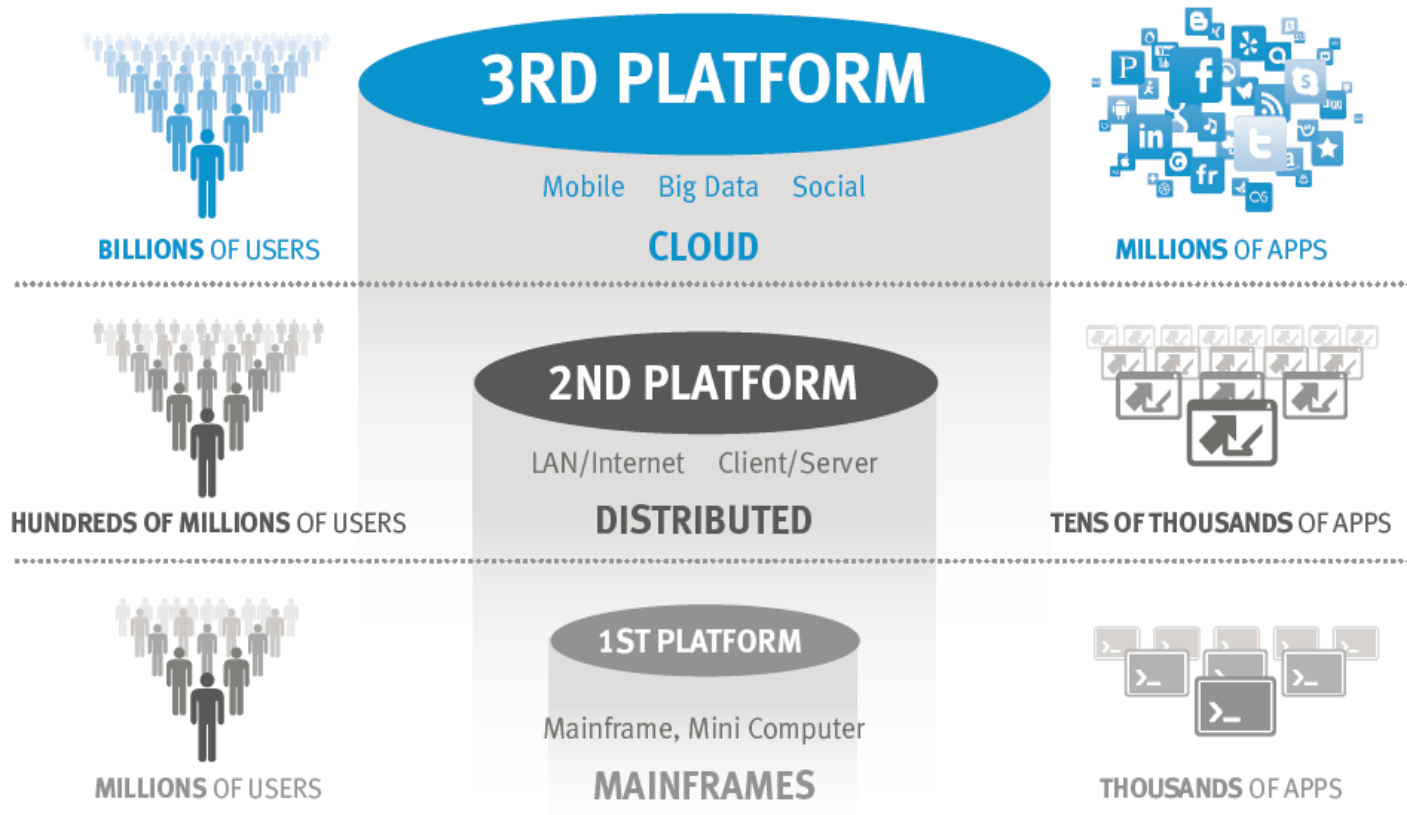 3RD PLATFORM
Mobile Big Data Social
CLOUD
BILLIONS OF USERS
MILLIONS OF APPS
2ND PLATFORM
LAN/Internet Client/Server
DISTRIBUTED
HUNDREDS OF MILLIONS OF USERS
TENS OF THOUSANDS OF APPS
1ST PLATFORM
Mainframe, Mini Computer
MAINFRAMES
MILLIONS OF USERS
THOUSANDS OF APPS